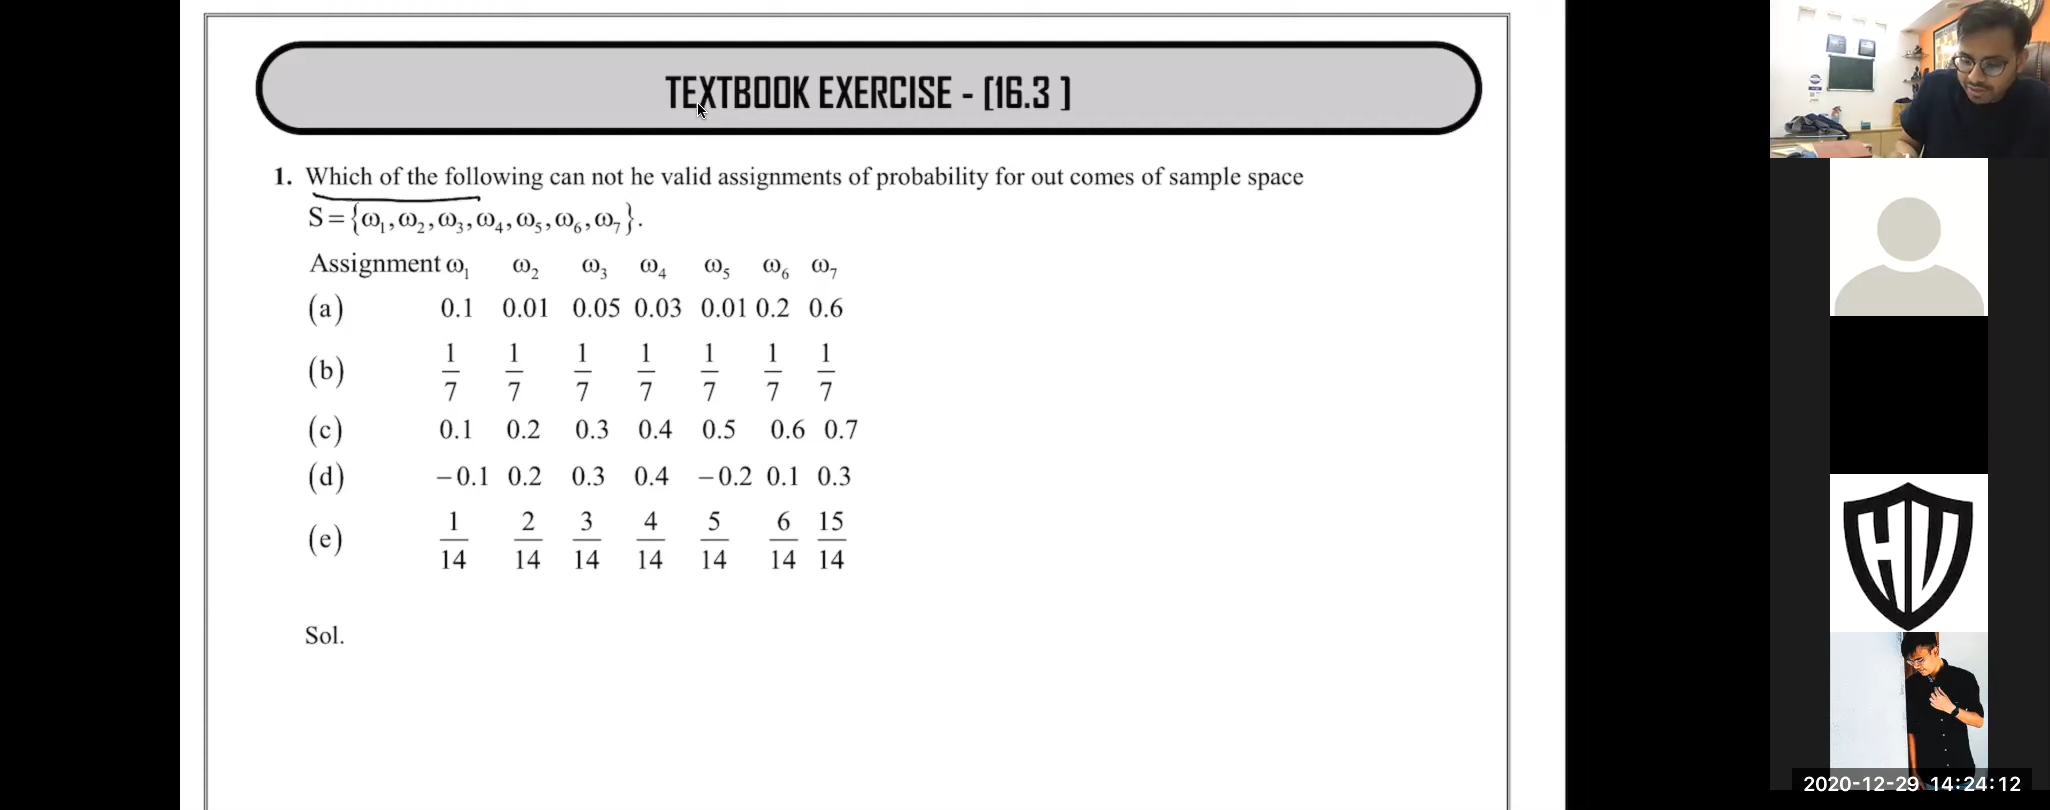 TEXTBOOK EXERCISE - [16.3 ]
1. Which of the following can not he valid assignments of probability for out comes of sample space
S={ω₁,ω₂,ω₃,ω₄,ω₅,ω₆,ω₇}.
Assignment ω₁ ω₂ ω₃ ω₄ ω₅ ω₆ ω₇
(a) 0.1 0.01 0.05 0.03 0.01 0.2 0.6
(b) 1/7 1/7 1/7 1/7 1/7 1/7 1/7
(c) 0.1 0.2 0.3 0.4 0.5 0.6 0.7
(d) −0.1 0.2 0.3 0.4 −0.2 0.1 0.3
(e) 1/14 2/14 3/14 4/14 5/14 6/14 15/14
Sol.
2020-12-29 14:24:12